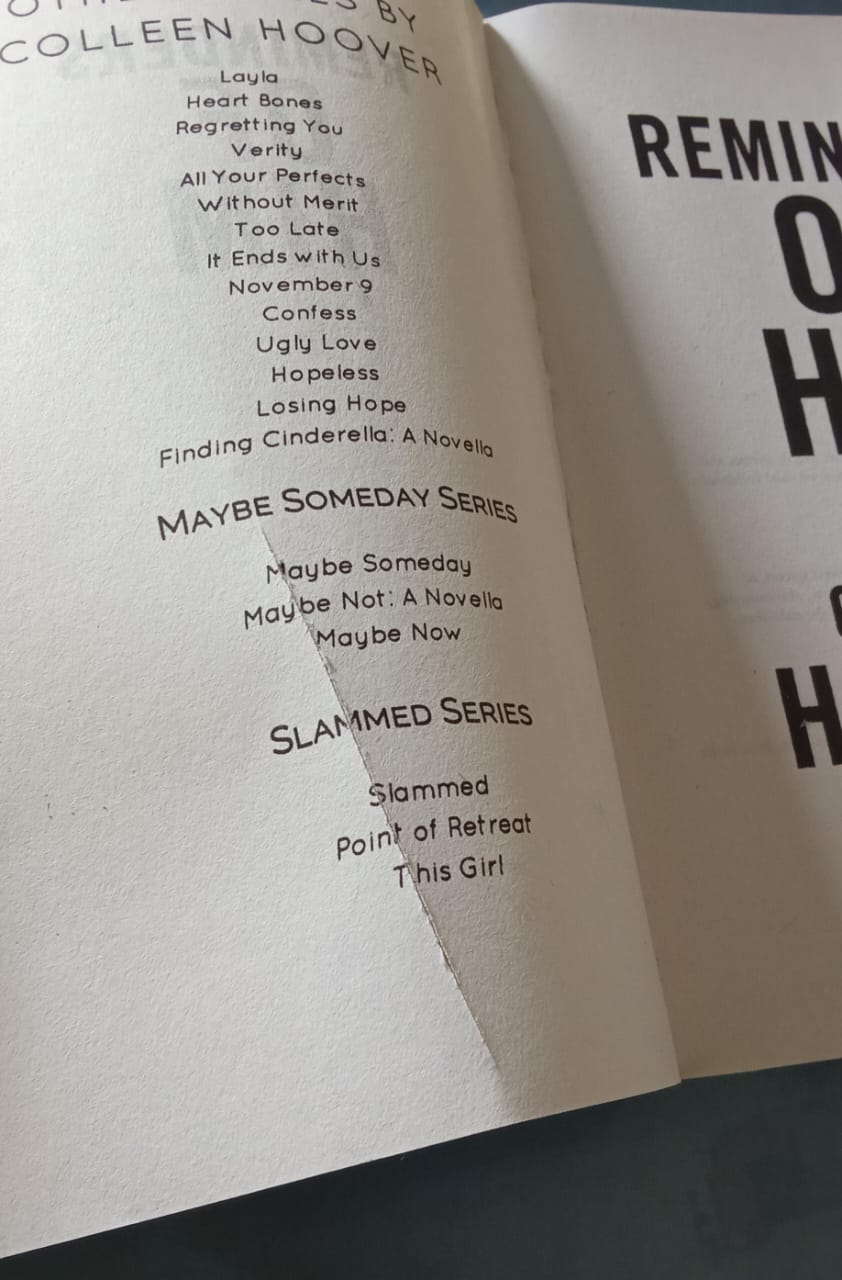 BY
COLLEEN HOOVER
Layla
Heart Bones
Regretting You
Verity
All Your Perfects
Without Merit
Too Late
It Ends with Us
November 9
Confess
Ugly Love
Hopeless
Losing Hope
Finding Cinderella: A Novella
MAYBE SOMEDAY SERIES
Maybe Someday
Maybe Not: A Novella
Maybe Now
SLAMMED SERIES
Slammed
Point of Retreat
This Girl
REMIN
O
H
H